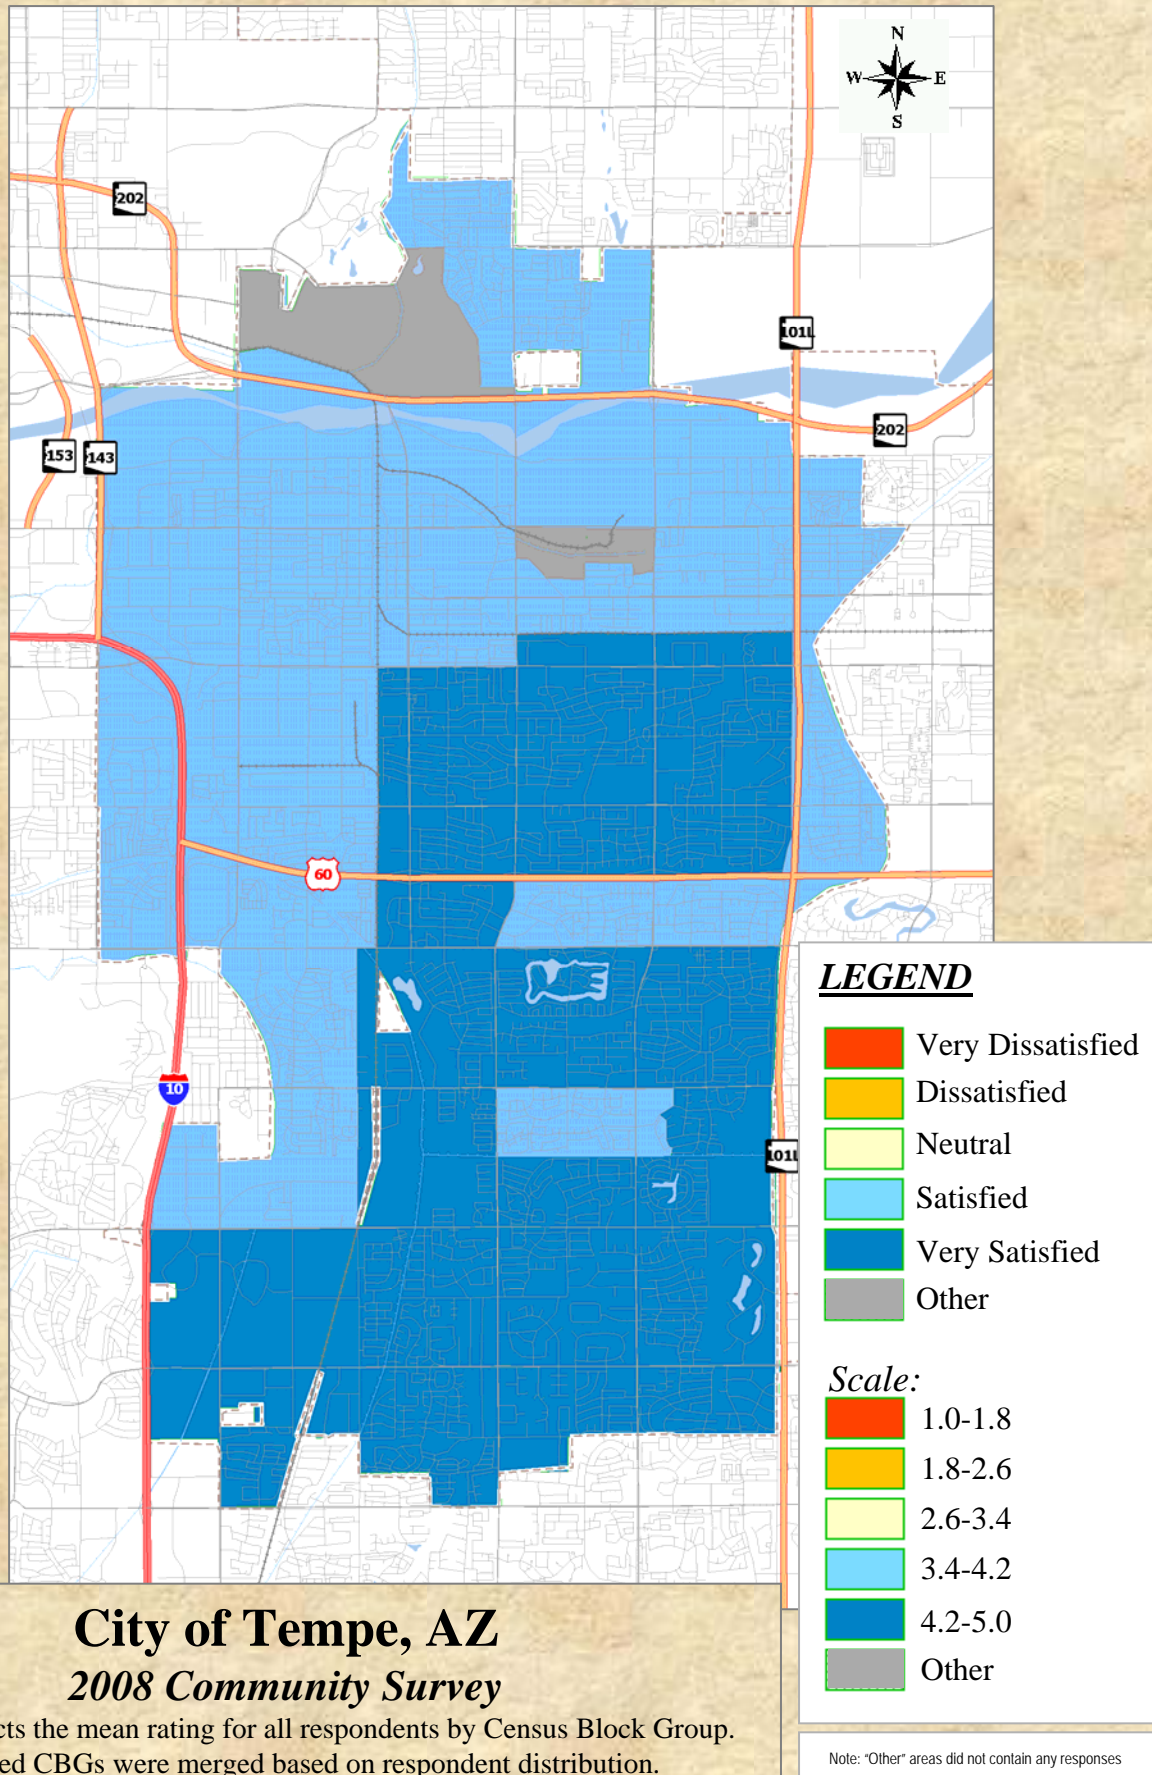 N
W E
S
202
101L
202
153 143
60
10
101L
LEGEND
Very Dissatisfied
Dissatisfied
Neutral
Satisfied
Very Satisfied
Other
Scale:
1.0-1.8
1.8-2.6
2.6-3.4
3.4-4.2
4.2-5.0
Other
City of Tempe, AZ
2008 Community Survey
cts the mean rating for all respondents by Census Block Group.
ed CBGs were merged based on respondent distribution.
Note: "Other" areas did not contain any responses